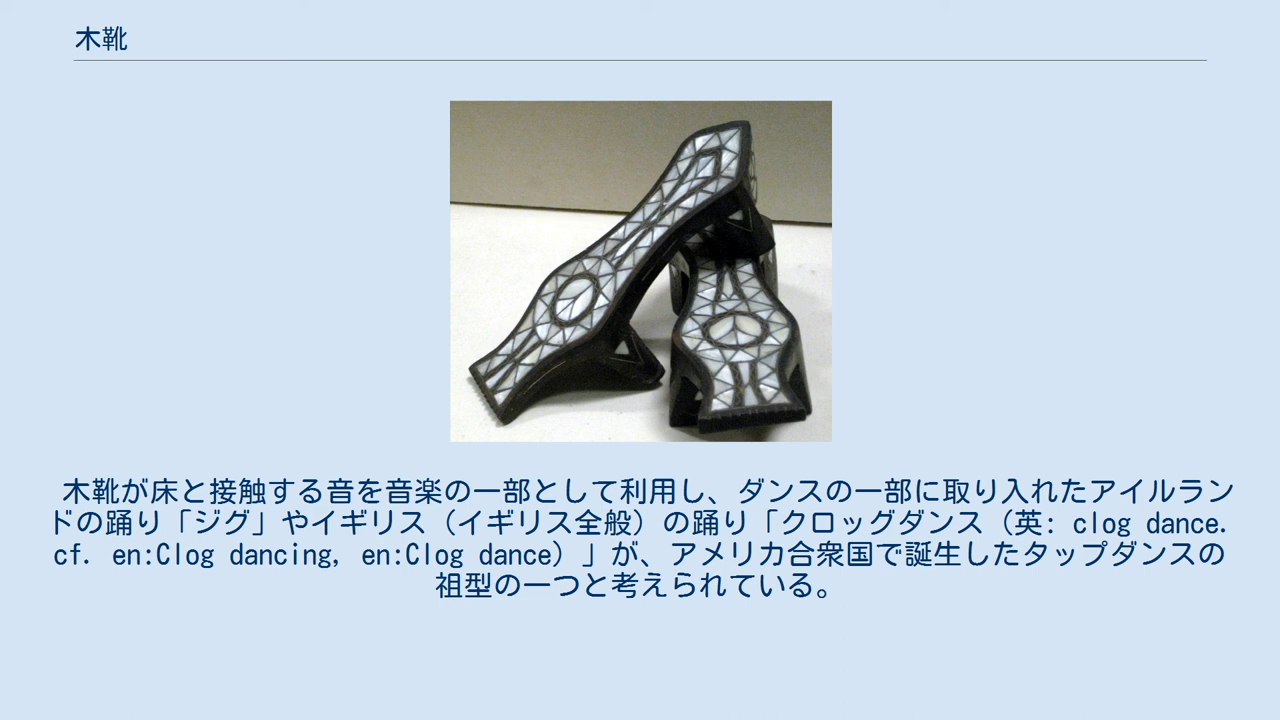 木靴
木靴が床と接触する音を音楽の一部として利用し、ダンスの一部に取り入れたアイルラン
ドの踊り「ジグ」やイギリス（イギリス全般）の踊り「クロッグダンス（英: clog dance.
cf. en:Clog dancing, en:Clog dance）」が、アメリカ合衆国で誕生したタップダンスの
祖型の一つと考えられている。